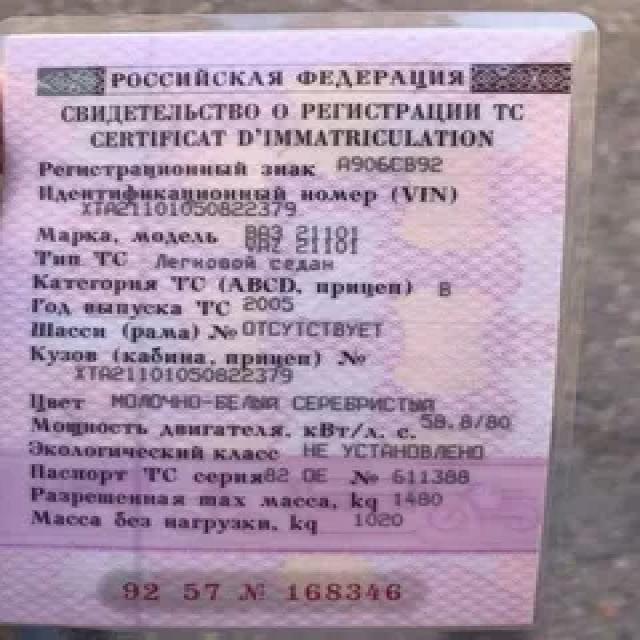 РОССИЙСКАЯ ФЕДЕРАЦИЯ
СВИДЕТЕЛЬСТВО О РЕГИСТРАЦИИ ТС
CERTIFICAT D'IMMATRICULATION
Регистрационный знак А906СВ92
Идентификационный номер (VIN)
XTA21101050822379
Марка, модель ВАЗ 21101
VAZ 21101
Тип ТС Легковой седан
Категория ТС (ABCD, прицеп) В
Год выпуска ТС 2005
Шасси (рама) № ОТСУТСТВУЕТ
Кузов (кабина, прицеп) №
XTA21101050822379
Цвет МОЛОЧНО-БЕЛЫЙ СЕРЕБРИСТЫЙ
Мощность двигателя, кВт/л. с. 58.8/80
Экологический класс НЕ УСТАНОВЛЕНО
Паспорт ТС серия 82 ОЕ № 611388
Разрешенная max масса, kg 1480
Масса без нагрузки, kg 1020
92 57 № 168346